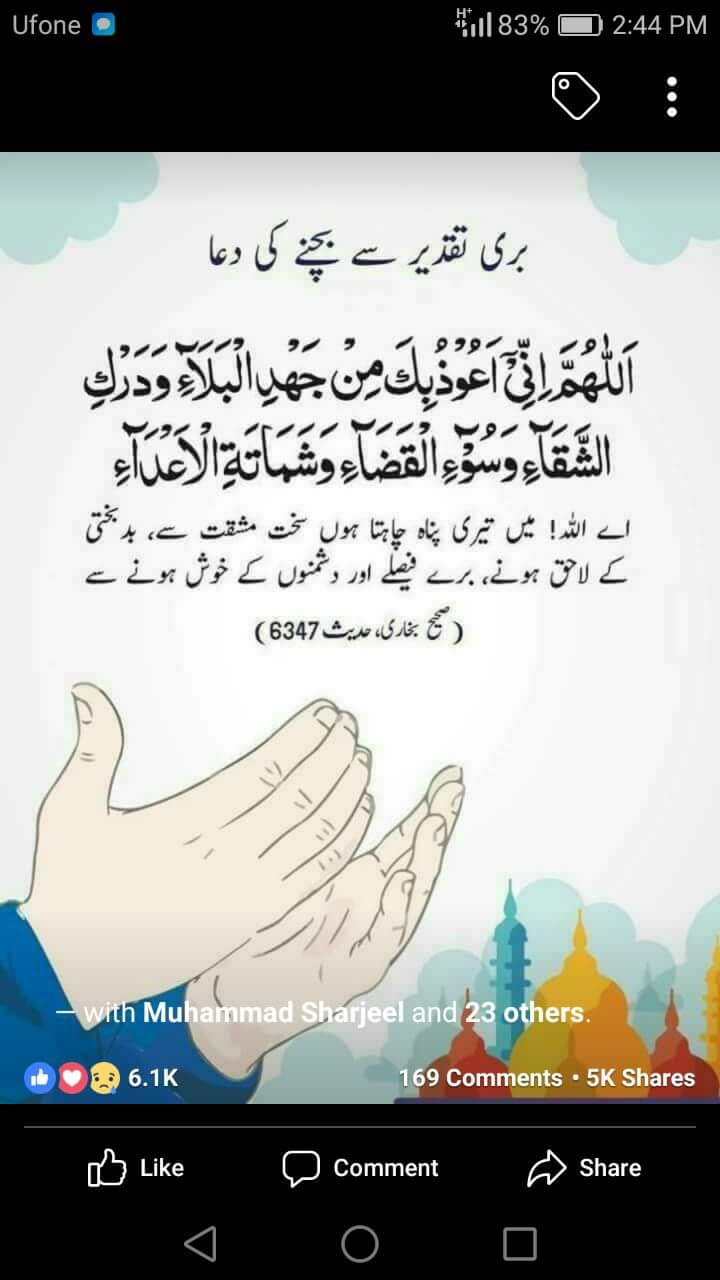 Ufone
H+
83%
2:44 PM
بری تقدیر سے بچنے کی دعا
اَللّٰهُمَّ اِنِّيْٓ اَعُوْذُبِكَ مِنْ جَهْدِ الْبَلَآءِ وَدَرَكِ
الشَّقَآءِ وَسُوْٓءِ الْقَضَآءِ وَشَمَاتَةِ الْاَعْدَآءِ
اے اللہ! میں تیری پناہ چاہتا ہوں سخت مشقت سے، بدبختی
کے لاحق ہونے، برے فیصلے اور دشمنوں کے خوش ہونے سے
(صحیح بخاری، حدیث 6347)
— with Muhammad Sharjeel and 23 others.
6.1K
169 Comments • 5K Shares
Like
Comment
Share